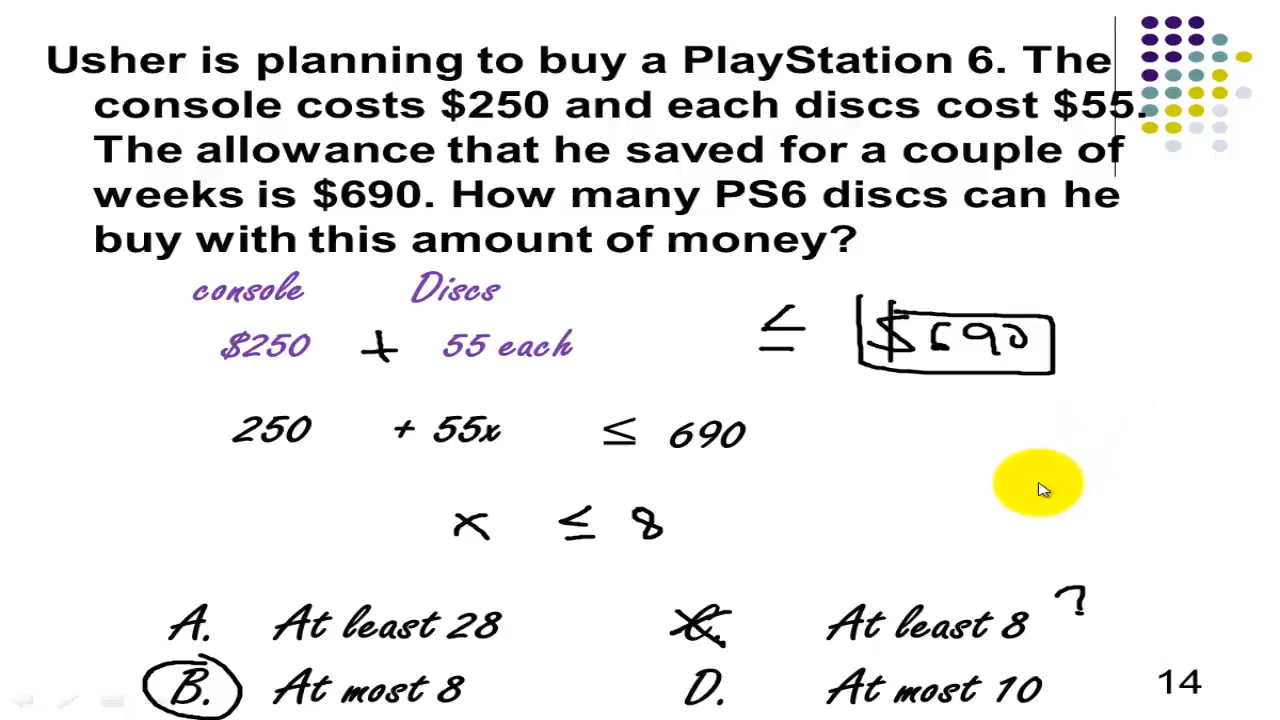 Usher is planning to buy a PlayStation 6. The
console costs $250 and each discs cost $55.
The allowance that he saved for a couple of
weeks is $690. How many PS6 discs can he
buy with this amount of money?
console Discs
$250 + 55 each ≤ $690
250 + 55x ≤ 690
x ≤ 8
A. At least 28 C. At least 8 ?
B. At most 8 D. At most 10
14